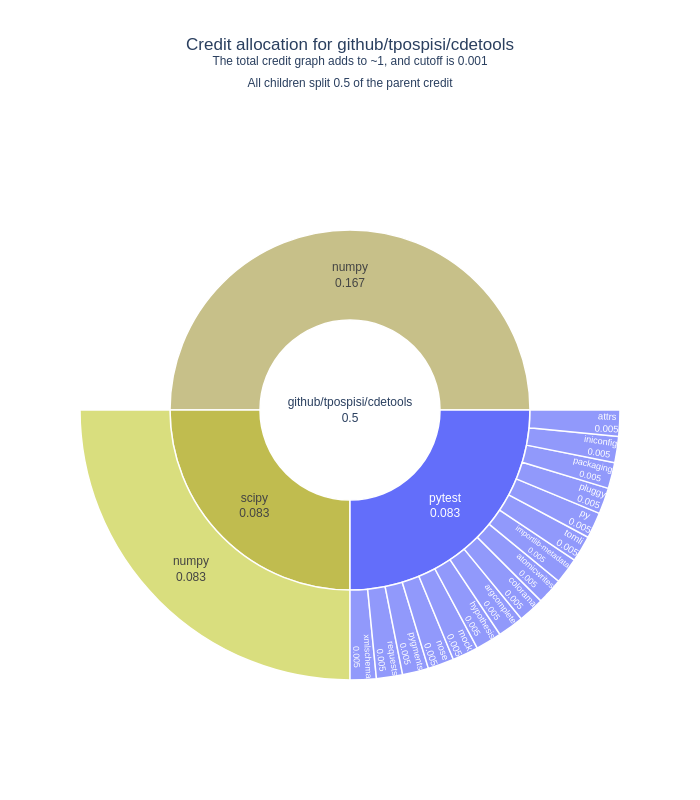 Credit allocation for github/tpospisi/cdetools
The total credit graph adds to ~1, and cutoff is 0.001
All children split 0.5 of the parent credit
numpy
0.167
github/tpospisi/cdetools
0.5
scipy
0.083
pytest
0.083
numpy
0.083
attrs
0.005
iniconfig
0.005
packaging
0.005
pluggy
0.005
py
0.005
tomli
0.005
importlib-metadata
0.005
atomicwrites
0.005
colorama
0.005
argcomplete
0.005
hypothesis
0.005
mock
0.005
nose
0.005
pygments
0.005
requests
0.005
xmlschema
0.005